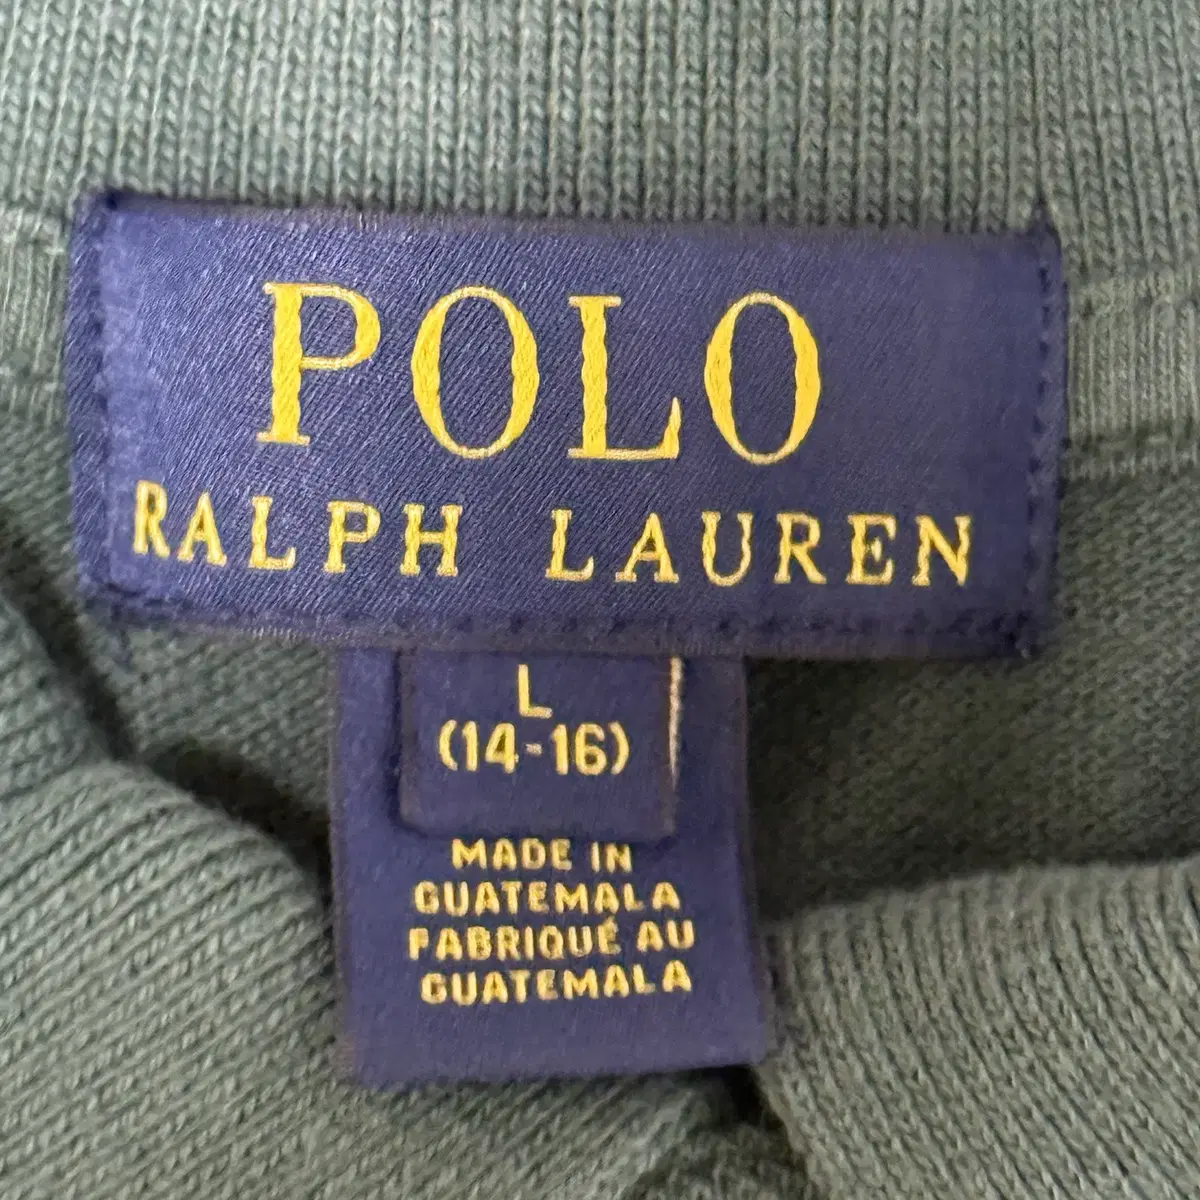 POLO
RALPH LAUREN
L
(14-16)
MADE IN
GUATEMALA
FABRIQUÉ AU
GUATEMALA